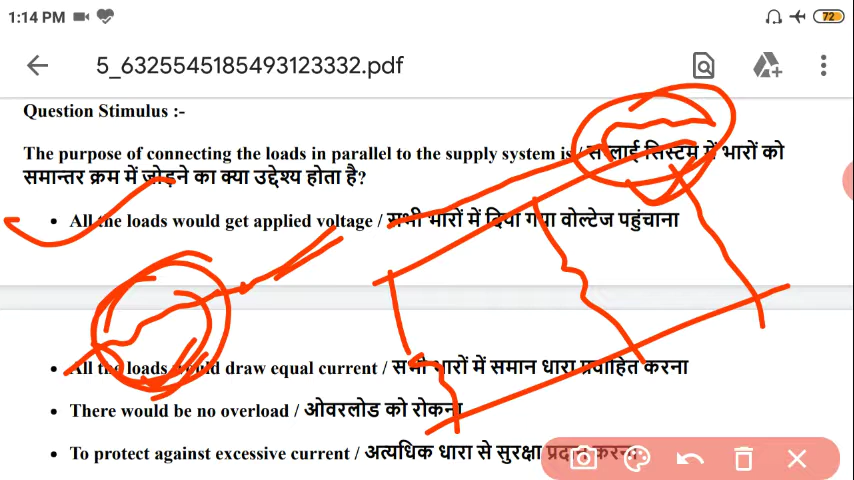 1:14 PM
72
5_6325545185493123332.pdf
Question Stimulus :-
The purpose of connecting the loads in parallel to the supply system is / सप्लाई सिस्टम में भारों को
समान्तर क्रम में जोड़ने का क्या उद्देश्य होता है?
• All the loads would get applied voltage / सभी भारों में दिया गया वोल्टेज पहुंचाना
• All the loads would draw equal current / सभी भारों में समान धारा प्रवाहित करना
• There would be no overload / ओवरलोड को रोकना
• To protect against excessive current / अत्यधिक धारा से सुरक्षा प्रदान करना